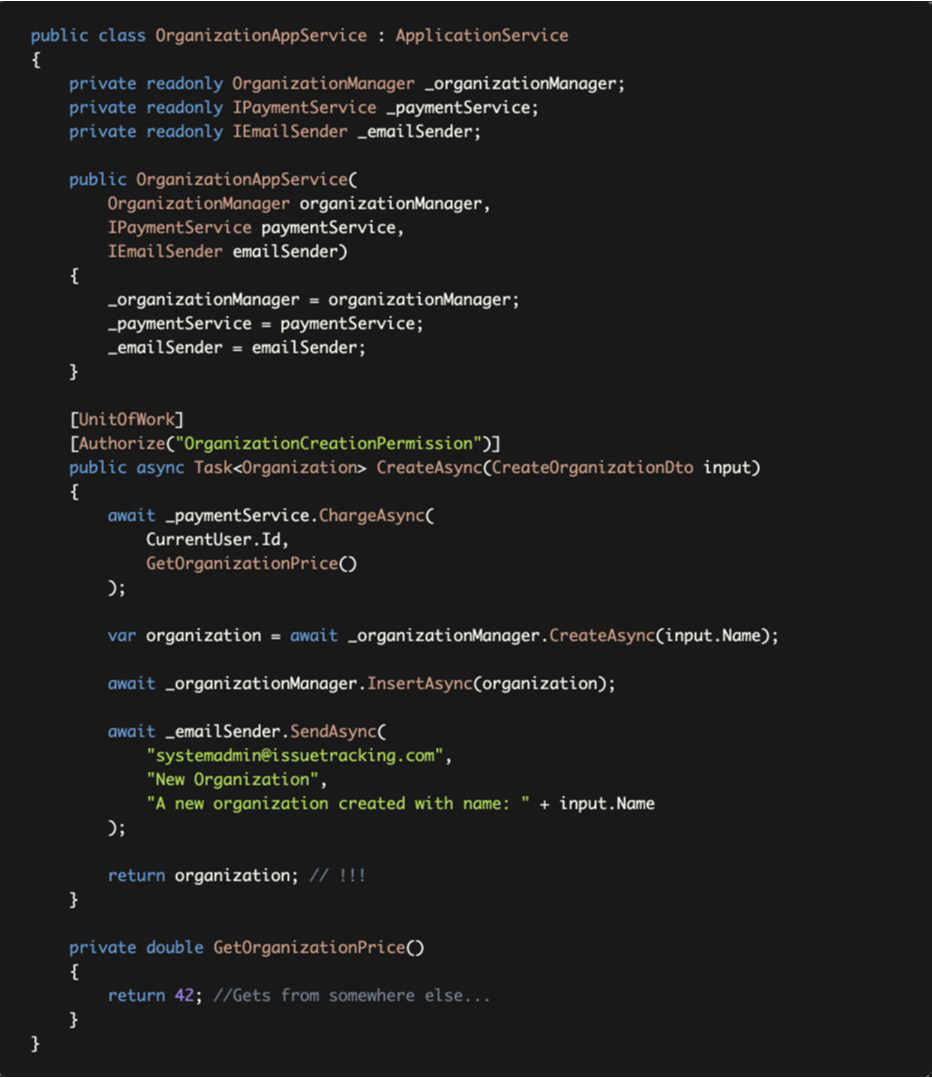 public class OrganizationAppService : ApplicationService
{
    private readonly OrganizationManager _organizationManager;
    private readonly IPaymentService _paymentService;
    private readonly IEmailSender _emailSender;

    public OrganizationAppService(
        OrganizationManager organizationManager,
        IPaymentService paymentService,
        IEmailSender emailSender)
    {
        _organizationManager = organizationManager;
        _paymentService = paymentService;
        _emailSender = emailSender;
    }

    [UnitOfWork]
    [Authorize("OrganizationCreationPermission")]
    public async Task<Organization> CreateAsync(CreateOrganizationDto input)
    {
        await _paymentService.ChargeAsync(
            CurrentUser.Id,
            GetOrganizationPrice()
        );

        var organization = await _organizationManager.CreateAsync(input.Name);

        await _organizationManager.InsertAsync(organization);

        await _emailSender.SendAsync(
            "systemadmin@issuetracking.com",
            "New Organization",
            "A new organization created with name: " + input.Name
        );

        return organization; // !!!
    }

    private double GetOrganizationPrice()
    {
        return 42; //Gets from somewhere else...
    }
}